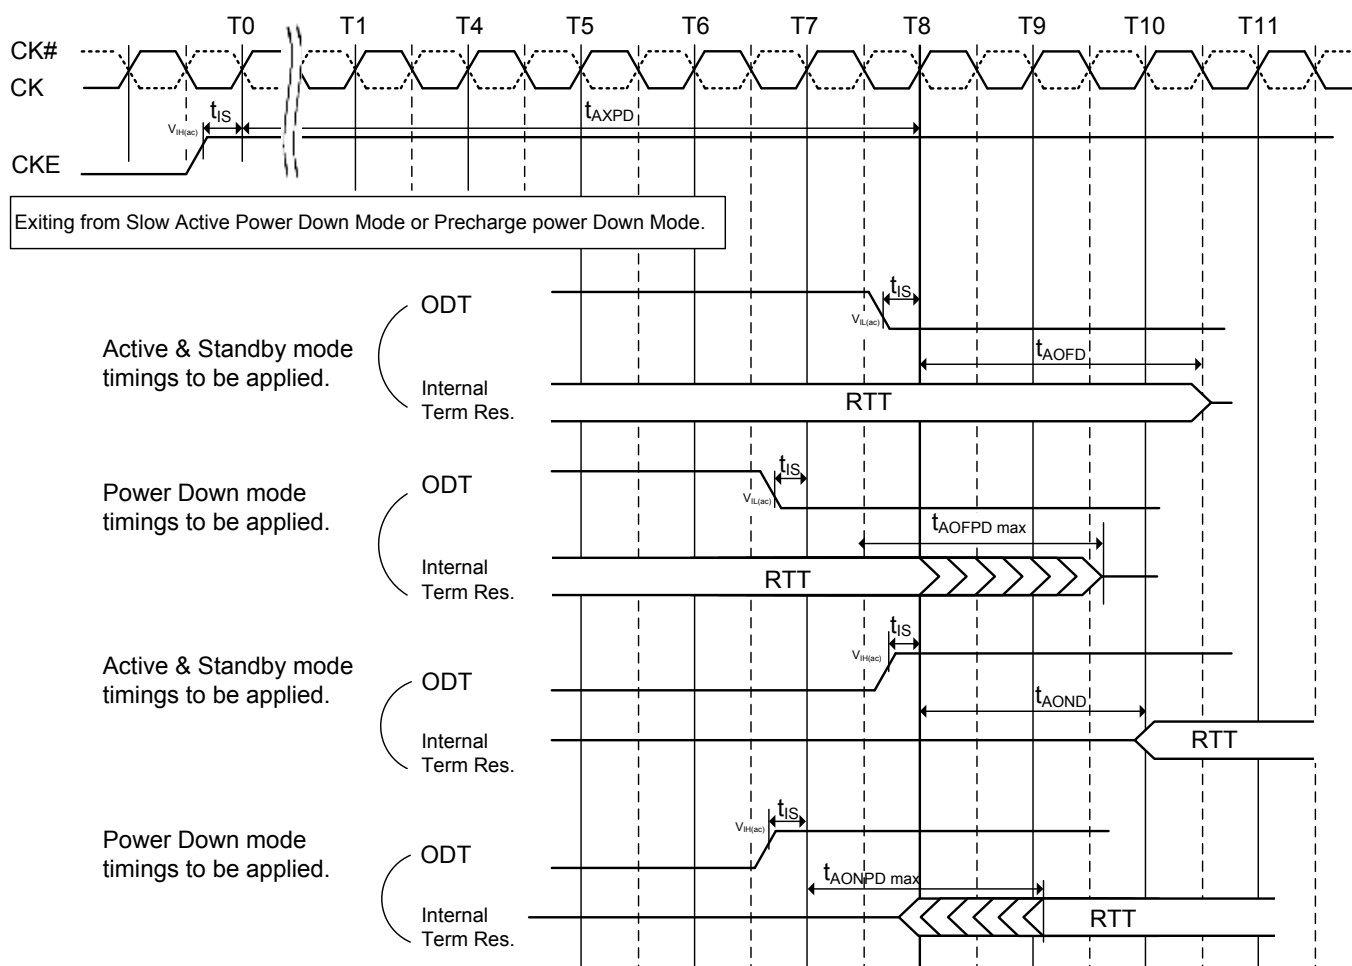 T0 T1 T4 T5 T6 T7 T8 T9 T10 T11
CK#
CK
tIS tAXPD
VIH(ac)
CKE
Exiting from Slow Active Power Down Mode or Precharge power Down Mode.
ODT
tIS
VIL(ac)
Active & Standby mode
timings to be applied.
tAOFD
Internal
Term Res.
RTT
ODT
tIS
VIL(ac)
Power Down mode
timings to be applied.
tAOFPD max
Internal
Term Res.
RTT
tIS
VIH(ac)
Active & Standby mode
timings to be applied.
ODT
tAOND
Internal
Term Res.
RTT
tIS
VIH(ac)
Power Down mode
timings to be applied.
ODT
tAONPD max
Internal
Term Res.
RTT